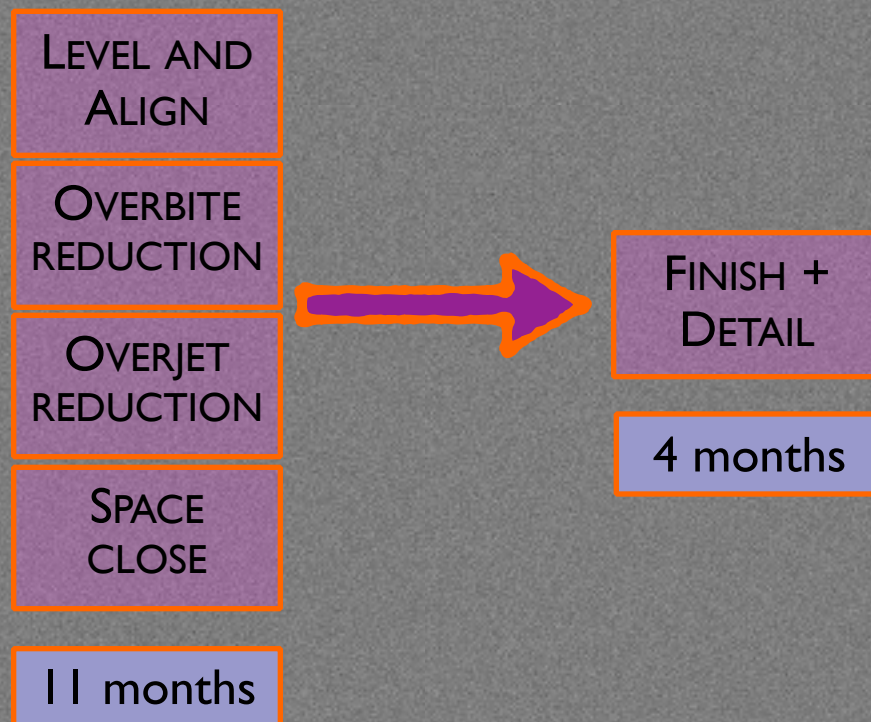 LEVEL AND
ALIGN
OVERBITE
REDUCTION
OVERJET
REDUCTION
SPACE
CLOSE
11 months
FINISH +
DETAIL
4 months